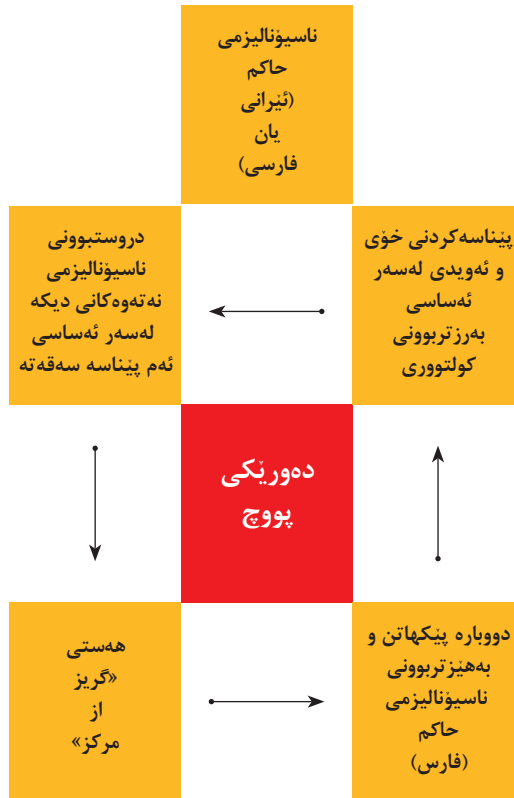 ناسیۆنالیزمی
حاکم
(ئێرانی
یان
فارسی)
پێناسەکردنی خۆی
و ئەویدی لەسەر
ئەساسی
بەرزتربوونی
کولتووری
دروستبوونی
ناسیۆنالیزمی
نەتەوەکانی دیکە
لەسەر ئەساسی
ئەم پێناسە سەقەتە
دەورێکی
پووچ
هەستی
«گریز
از
مرکز»
دووبارە پێکهاتن و
بەهێزتربوونی
ناسیۆنالیزمی
حاکم
(فارس)